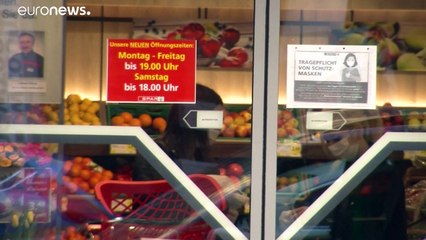 euronews.
Unsere NEUEN Öffnungszeiten:
Montag - Freitag
bis 19.00 Uhr
Samstag
bis 18.00 Uhr
TRAGEPFLICHT
VON SCHUTZ-
MASKEN